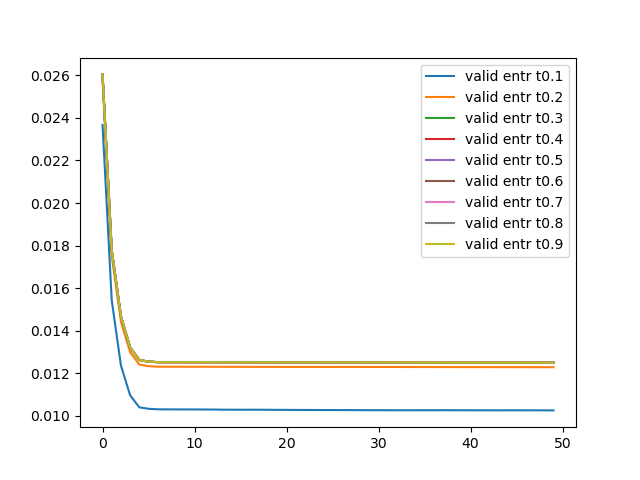 0.026
0.024
0.022
0.020
0.018
0.016
0.014
0.012
0.010
0
10
20
30
40
50
valid entr t0.1
valid entr t0.2
valid entr t0.3
valid entr t0.4
valid entr t0.5
valid entr t0.6
valid entr t0.7
valid entr t0.8
valid entr t0.9